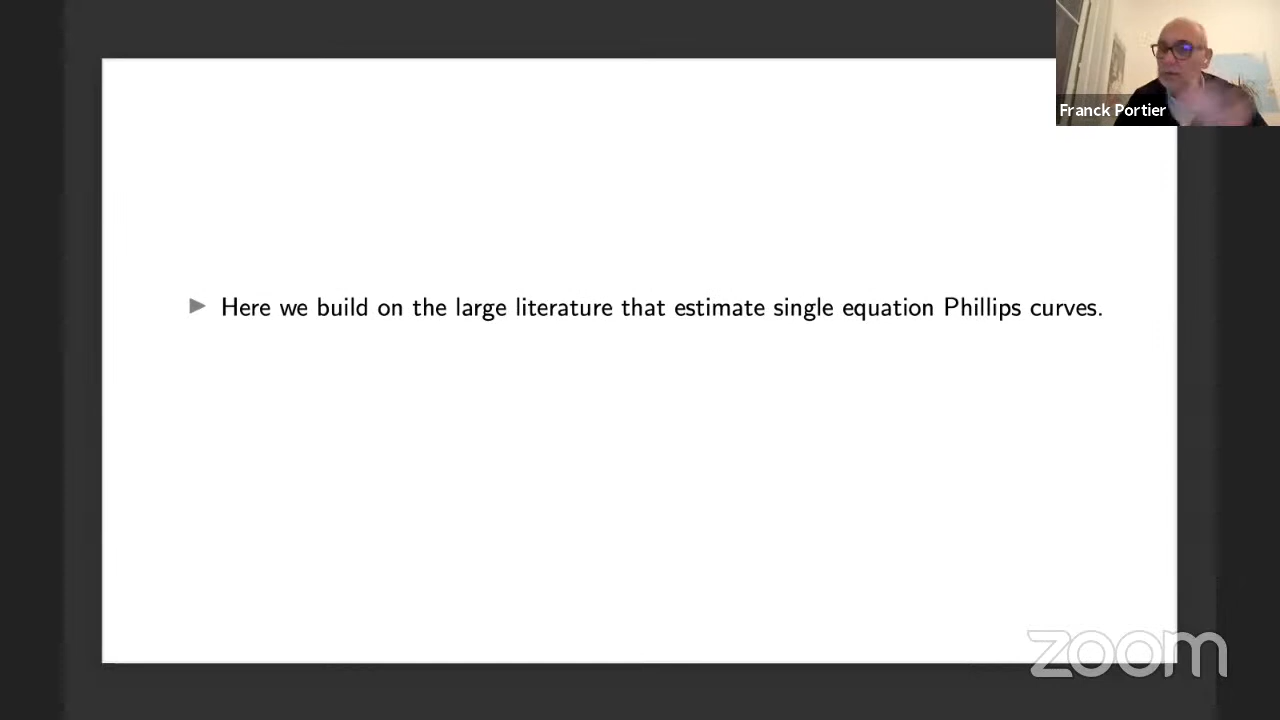 Franck Portier
Here we build on the large literature that estimate single equation Phillips curves.
zoom